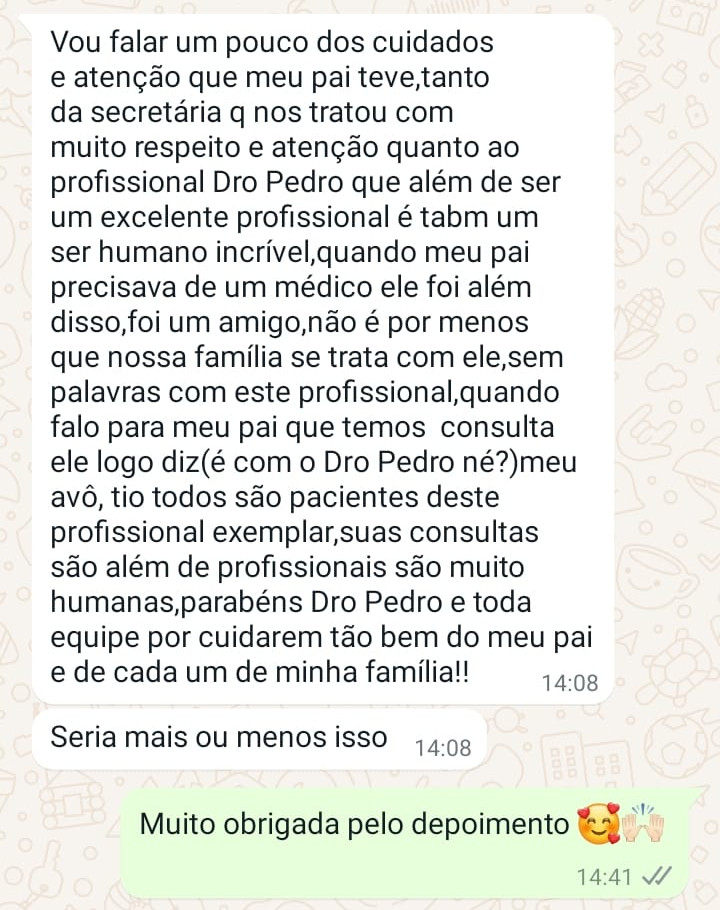 Vou falar um pouco dos cuidados
e atenção que meu pai teve,tanto
da secretária q nos tratou com
muito respeito e atenção quanto ao
profissional Dro Pedro que além de ser
um excelente profissional é tabm um
ser humano incrível,quando meu pai
precisava de um médico ele foi além
disso,foi um amigo,não é por menos
que nossa família se trata com ele,sem
palavras com este profissional,quando
falo para meu pai que temos  consulta
ele logo diz(é com o Dro Pedro né?)meu
avô, tio todos são pacientes deste
profissional exemplar,suas consultas
são além de profissionais são muito
humanas,parabéns Dro Pedro e toda
equipe por cuidarem tão bem do meu pai
e de cada um de minha família!! 14:08
Seria mais ou menos isso 14:08
Muito obrigada pelo depoimento 🥰🙌🏻
14:41